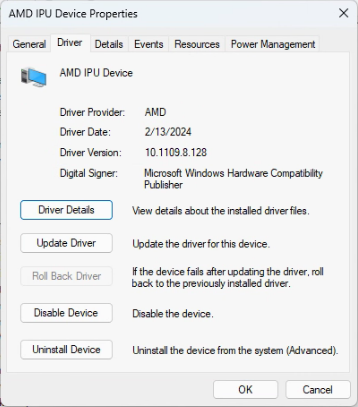 AMD IPU Device Properties
General Driver Details Events Resources Power Management
AMD IPU Device
Driver Provider: AMD
Driver Date: 2/13/2024
Driver Version: 10.1109.8.128
Digital Signer: Microsoft Windows Hardware Compatibility
Publisher
Driver Details View details about the installed driver files.
Update Driver Update the driver for this device.
Roll Back Driver If the device fails after updating the driver, roll
back to the previously installed driver.
Disable Device Disable the device.
Uninstall Device Uninstall the device from the system (Advanced).
OK Cancel